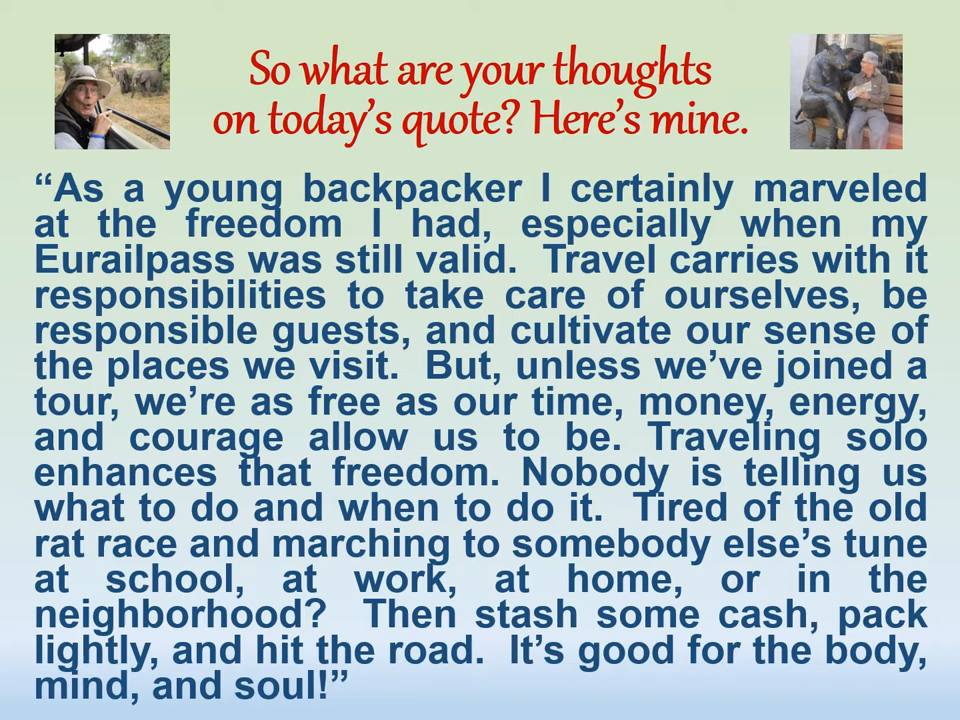 So what are your thoughts
on today’s quote? Here’s mine.
“As a young backpacker I certainly marveled
at the freedom I had, especially when my
Eurailpass was still valid.  Travel carries with it
responsibilities to take care of ourselves, be
responsible guests, and cultivate our sense of
the places we visit.  But, unless we’ve joined a
tour, we’re as free as our time, money, energy,
and courage allow us to be. Traveling solo
enhances that freedom. Nobody is telling us
what to do and when to do it.  Tired of the old
rat race and marching to somebody else’s tune
at school, at work, at home, or in the
neighborhood?  Then stash some cash, pack
lightly, and hit the road.  It’s good for the body,
mind, and soul!”